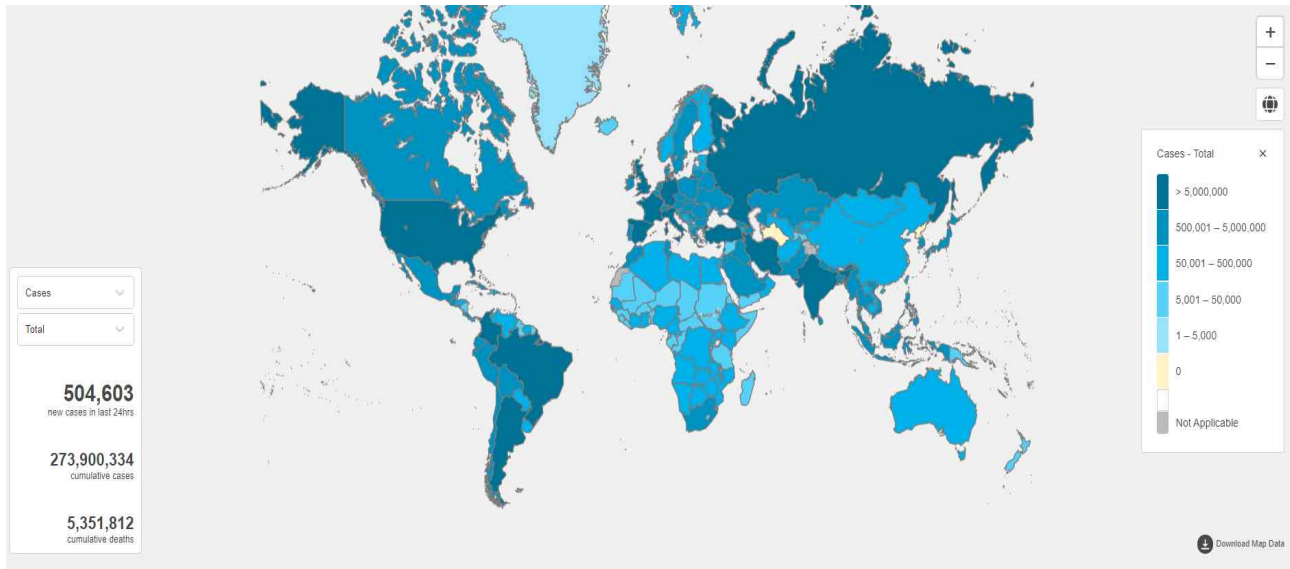 +
−
Cases - Total ×
> 5,000,000
500,001 – 5,000,000
50,001 – 500,000
5,001 – 50,000
1 – 5,000
0
Not Applicable
Cases
Total
504,603
new cases in last 24hrs
273,900,334
cumulative cases
5,351,812
cumulative deaths
Download Map Data